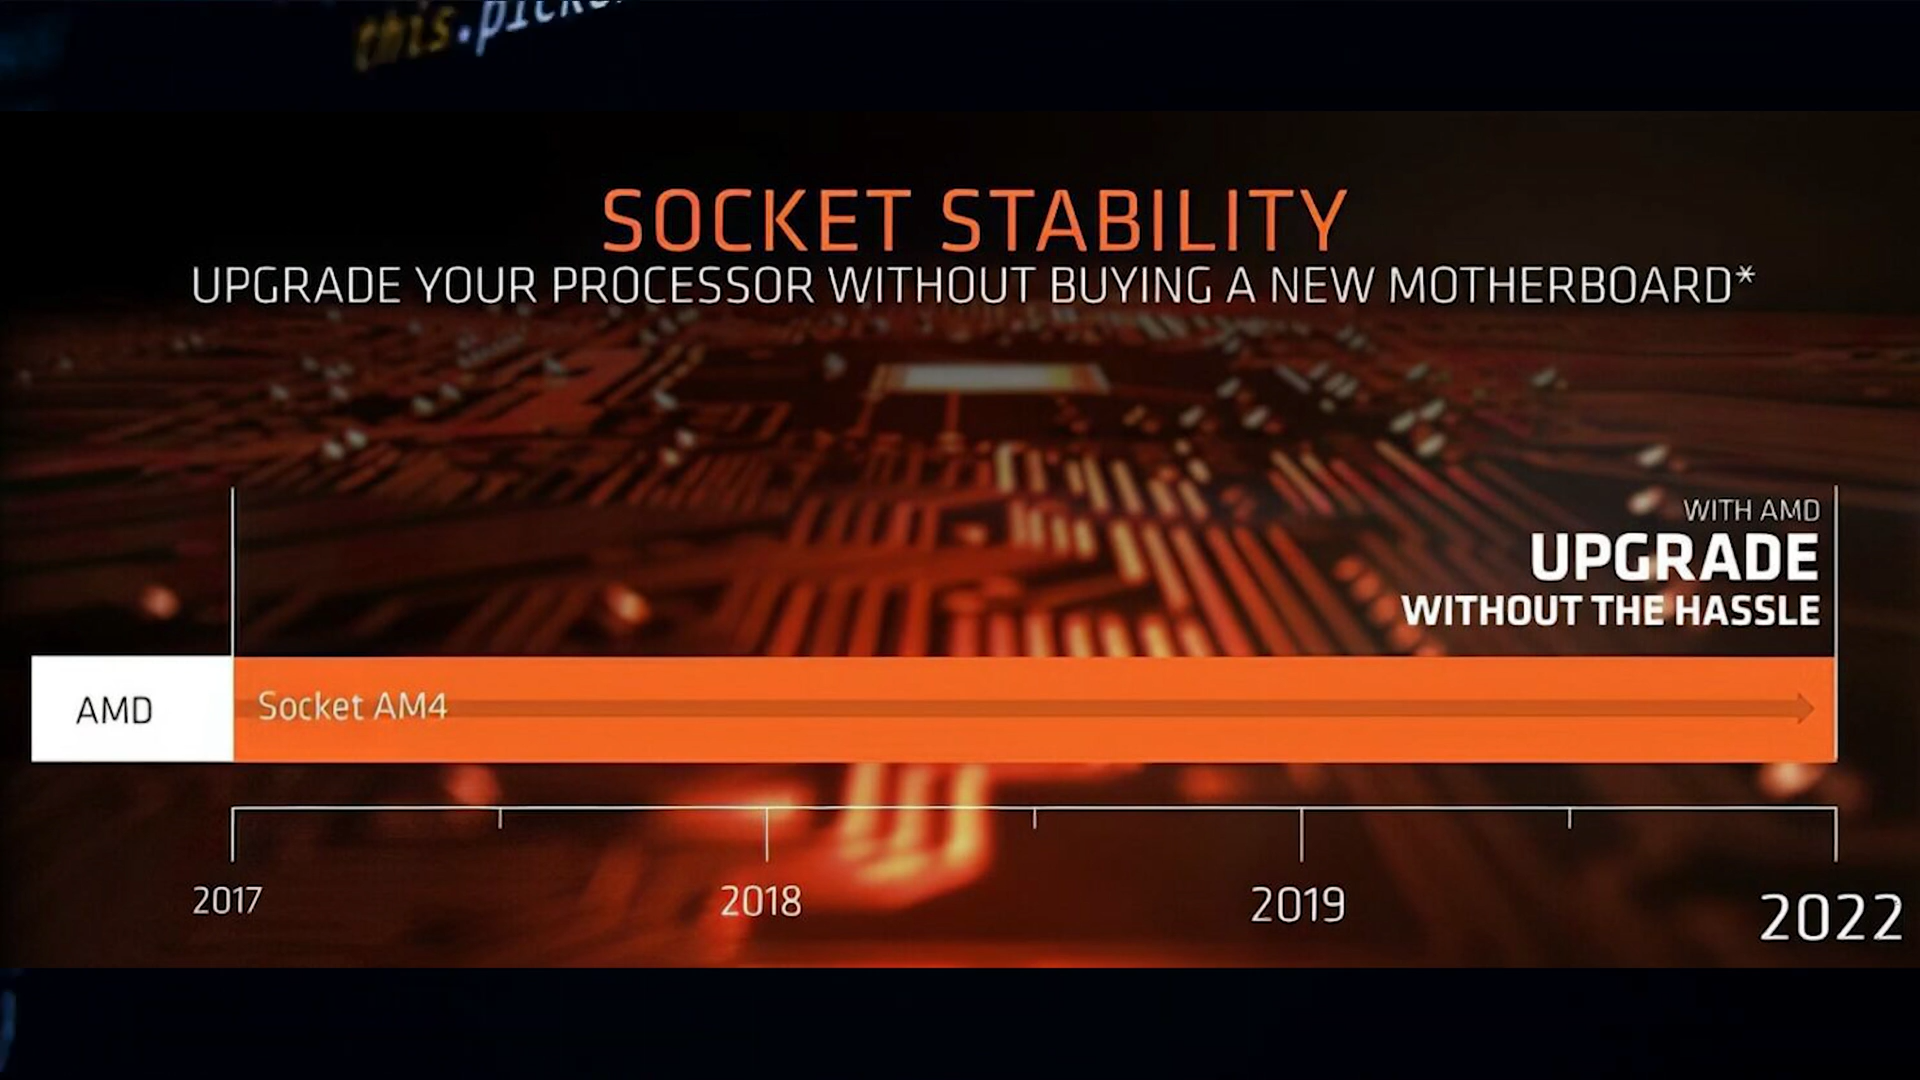 this.
SOCKET STABILITY
UPGRADE YOUR PROCESSOR WITHOUT BUYING A NEW MOTHERBOARD*
WITH AMD
UPGRADE
WITHOUT THE HASSLE
AMD
Socket AM4
2017
2018
2019
2022